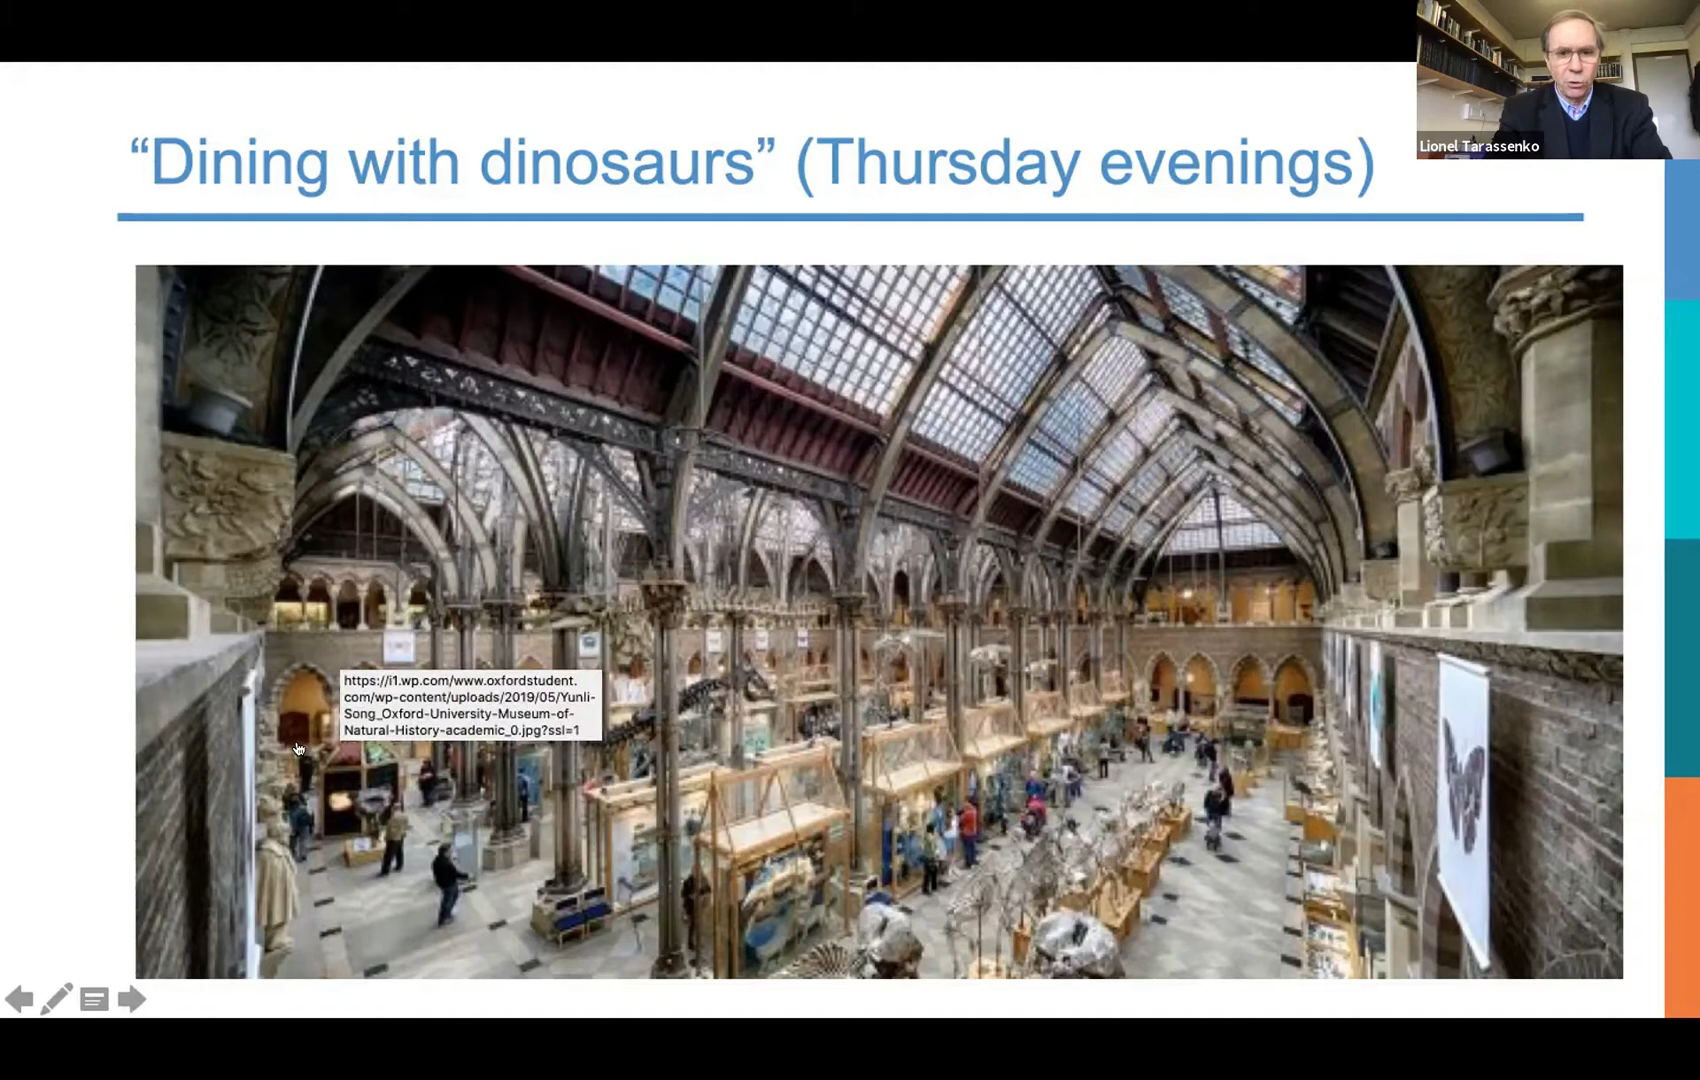 “Dining with dinosaurs” (Thursday evenings)
Lionel Tarassenko
https://i1.wp.com/www.oxfordstudent.
com/wp-content/uploads/2019/05/Yunli-
Song_Oxford-University-Museum-of-
Natural-History-academic_0.jpg?ssl=1